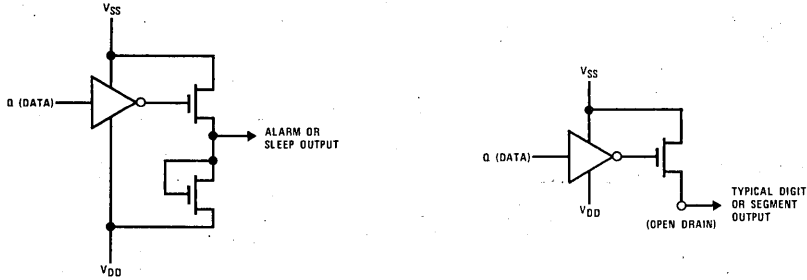 VSS
Q (DATA)
ALARM OR
SLEEP OUTPUT
VDD
VSS
Q (DATA)
VDD
(OPEN DRAIN)
TYPICAL DIGIT
OR SEGMENT
OUTPUT